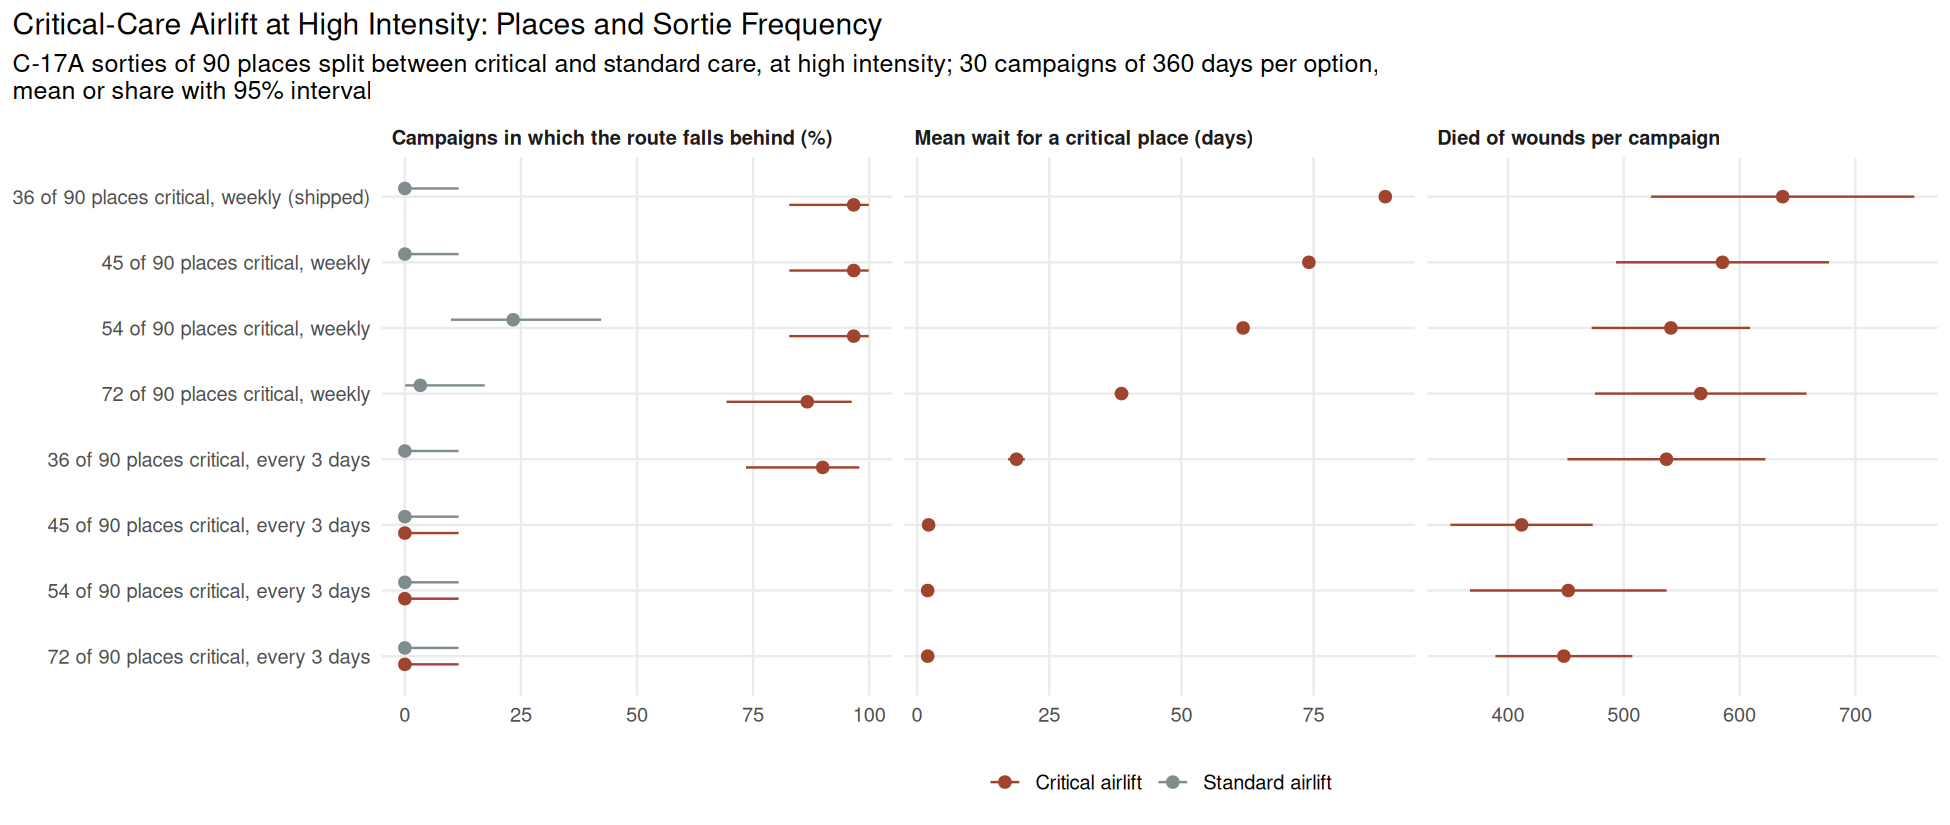 Critical-Care Airlift at High Intensity: Places and Sortie Frequency
C-17A sorties of 90 places split between critical and standard care, at high intensity; 30 campaigns of 360 days per option,
mean or share with 95% interval
Campaigns in which the route falls behind (%)
Mean wait for a critical place (days)
Died of wounds per campaign
36 of 90 places critical, weekly (shipped)
45 of 90 places critical, weekly
54 of 90 places critical, weekly
72 of 90 places critical, weekly
36 of 90 places critical, every 3 days
45 of 90 places critical, every 3 days
54 of 90 places critical, every 3 days
72 of 90 places critical, every 3 days
0 25 50 75 100
0 25 50 75
400 500 600 700
Critical airlift
Standard airlift